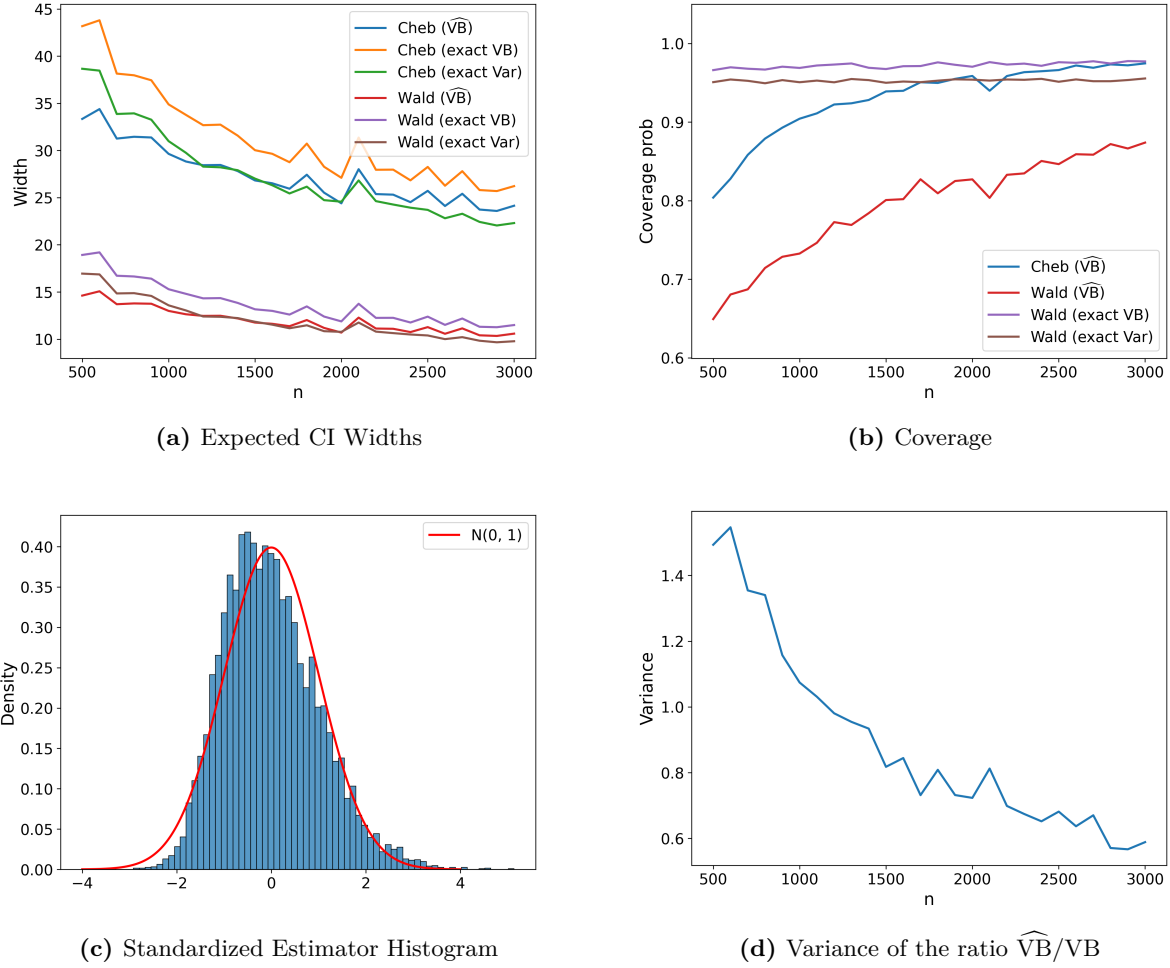 45
40
35
30
25
20
15
10
Width
500 1000 1500 2000 2500 3000
n
Cheb (V̂B)
Cheb (exact VB)
Cheb (exact Var)
Wald (V̂B)
Wald (exact VB)
Wald (exact Var)
(a) Expected CI Widths
1.0
0.9
0.8
0.7
0.6
Coverage prob
500 1000 1500 2000 2500 3000
n
Cheb (V̂B)
Wald (V̂B)
Wald (exact VB)
Wald (exact Var)
(b) Coverage
0.40
0.35
0.30
0.25
0.20
0.15
0.10
0.05
0.00
Density
−4 −2 0 2 4
N(0, 1)
(c) Standardized Estimator Histogram
1.4
1.2
1.0
0.8
0.6
Variance
500 1000 1500 2000 2500 3000
n
(d) Variance of the ratio V̂B/VB